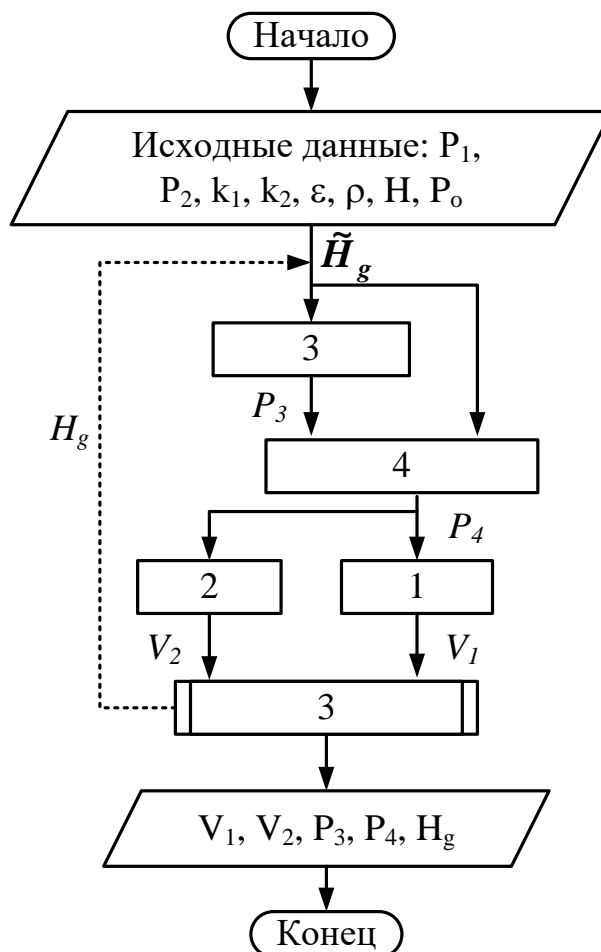 Начало
Исходные данные: P₁,
P₂, k₁, k₂, ε, ρ, H, Pₒ
H̃g
3
P₃
Hg
4
P₄
2
1
V₂
V₁
3
V₁, V₂, P₃, P₄, Hg
Конец